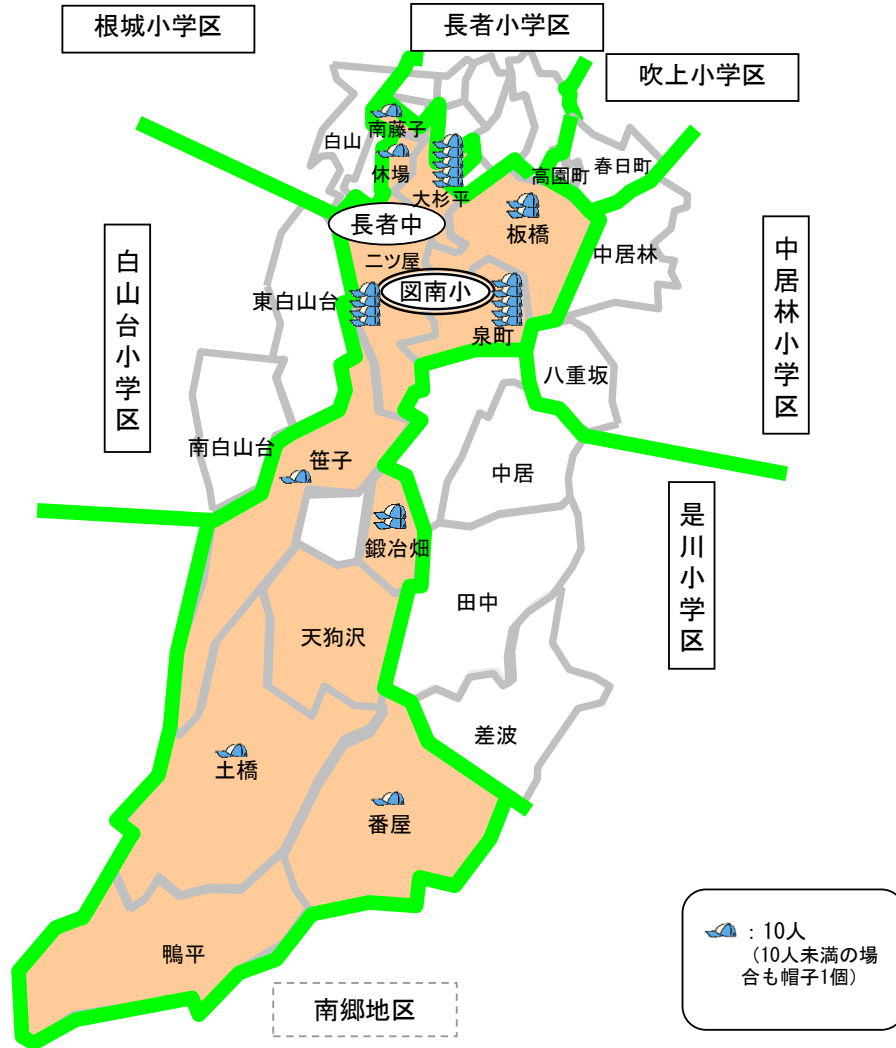 根城小学区
長者小学区
吹上小学区
南藤子
白山
休場
大杉平
高園町
春日町
長者中
板橋
中居林
白山台小学区
中居林小学区
二ツ屋
東白山台
図南小
泉町
八重坂
南白山台
笹子
中居
是川小学区
鍛冶畑
田中
天狗沢
差波
土橋
番屋
鴨平
南郷地区
：10人
（10人未満の場
合も帽子1個）